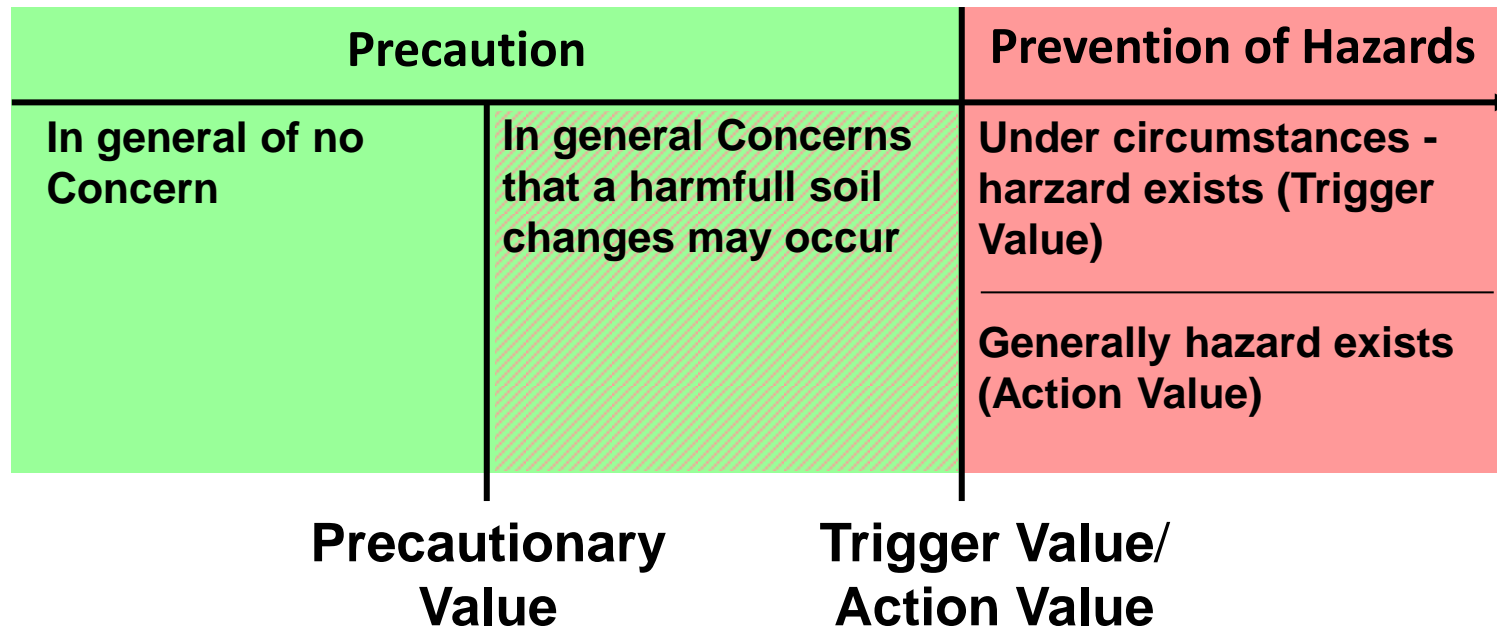 Precaution
Prevention of Hazards
In general of no
Concern
In general Concerns
that a harmfull soil
changes may occur
Under circumstances -
harzard exists (Trigger
Value)
Generally hazard exists
(Action Value)
Precautionary
Value
Trigger Value/
Action Value